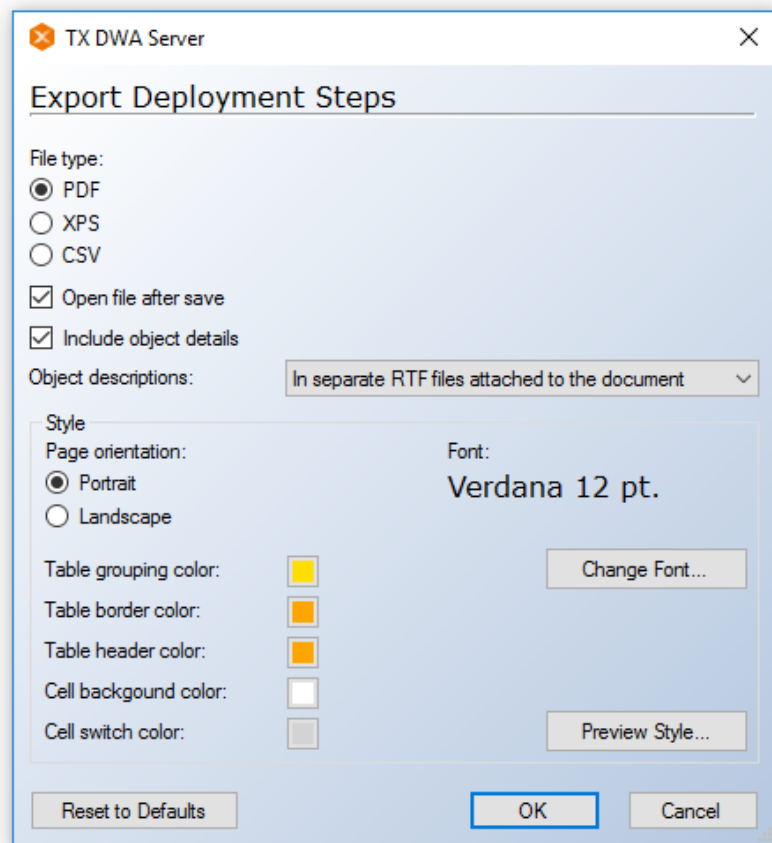 TX DWA Server
Export Deployment Steps
File type:
PDF
XPS
CSV
Open file after save
Include object details
Object descriptions:
In separate RTF files attached to the document
Style
Page orientation:
Font:
Portrait
Verdana 12 pt.
Landscape
Table grouping color:
Change Font...
Table border color:
Table header color:
Cell backgound color:
Cell switch color:
Preview Style...
Reset to Defaults
OK
Cancel